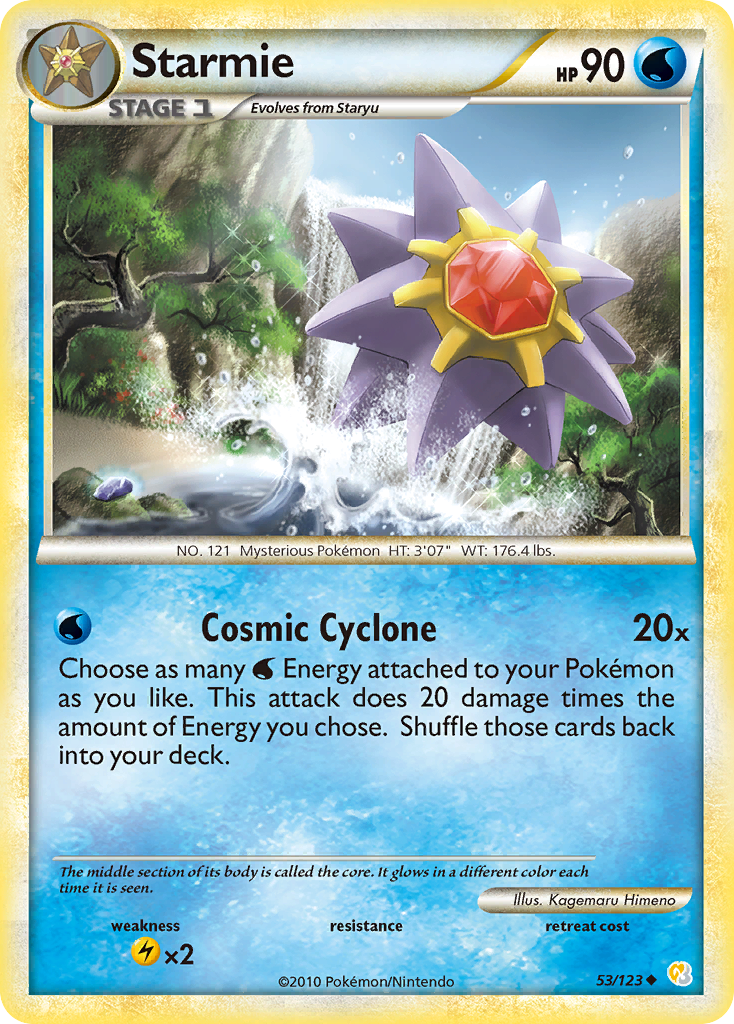 Starmie
HP 90
STAGE 1
Evolves from Staryu
NO. 121 Mysterious Pokémon HT: 3'07" WT: 176.4 lbs.
Cosmic Cyclone 20x
Choose as many Energy attached to your Pokémon
as you like. This attack does 20 damage times the
amount of Energy you chose. Shuffle those cards back
into your deck.
The middle section of its body is called the core. It glows in a different color each
time it is seen.
Illus. Kagemaru Himeno
weakness resistance retreat cost
×2
©2010 Pokémon/Nintendo 53/123